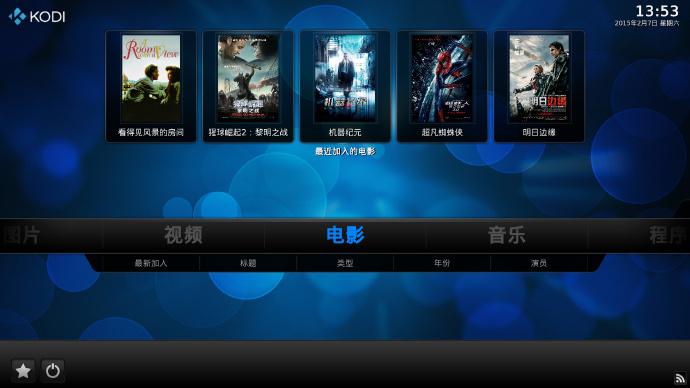 KODI
13:53
2015年2月7日 星期六
A Room with a View
明日边缘
看得见风景的房间
猩球崛起2：黎明之战
机器纪元
超凡蜘蛛侠
明日边缘
最近加入的电影
图片
视频
电影
音乐
程序
最新加入
标题
类型
年份
演员